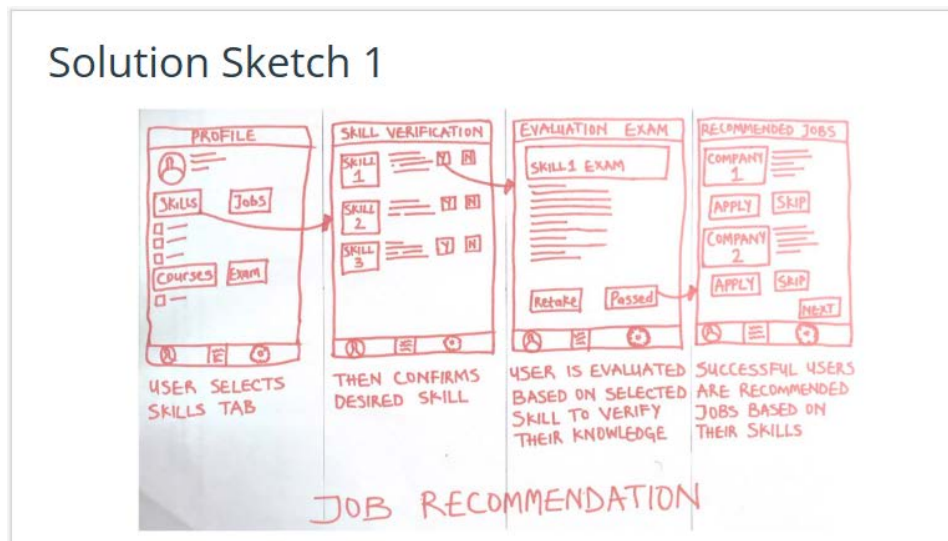 Solution Sketch 1
PROFILE
Skills
Jobs
Courses
Exam
USER SELECTS
SKILLS TAB
SKILL VERIFICATION
SKILL
1
Y
N
SKILL
2
Y
N
SKILL
3
Y
N
THEN CONFIRMS
DESIRED SKILL
EVALUATION EXAM
SKILL1 EXAM
Retake
Passed
USER IS EVALUATED
BASED ON SELECTED
SKILL TO VERIFY
THEIR KNOWLEDGE
RECOMMENDED JOBS
COMPANY
1
APPLY
SKIP
COMPANY
2
APPLY
SKIP
NEXT
SUCCESSFUL USERS
ARE RECOMMENDED
JOBS BASED ON
THEIR SKILLS
JOB RECOMMENDATION